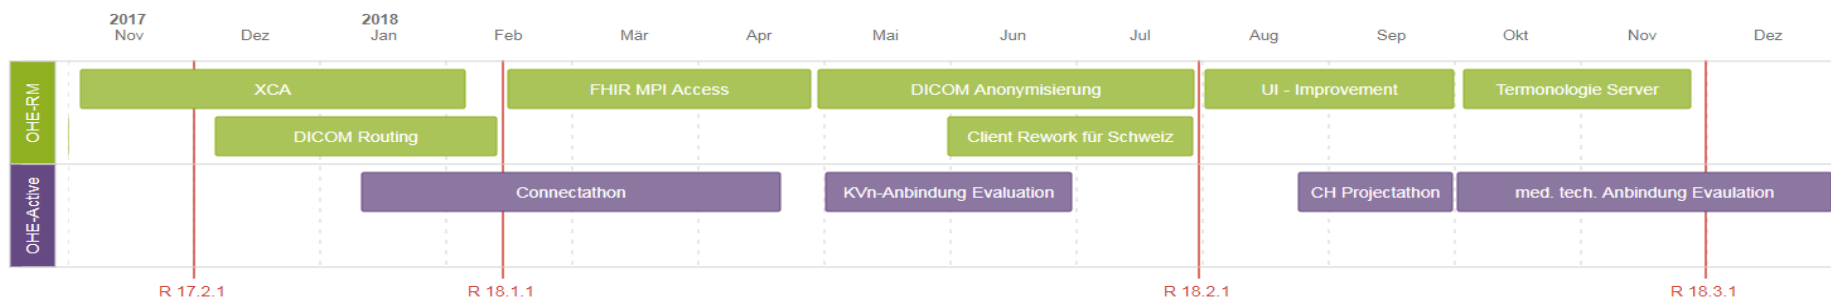 2017
2018
Nov
Dez
Jan
Feb
Mär
Apr
Mai
Jun
Jul
Aug
Sep
Okt
Nov
Dez
OHE-RM
XCA
FHIR MPI Access
DICOM Anonymisierung
UI - Improvement
Termonologie Server
DICOM Routing
Client Rework für Schweiz
OHE-Active
Connectathon
KVn-Anbindung Evaluation
CH Projectathon
med. tech. Anbindung Evaulation
R 17.2.1
R 18.1.1
R 18.2.1
R 18.3.1